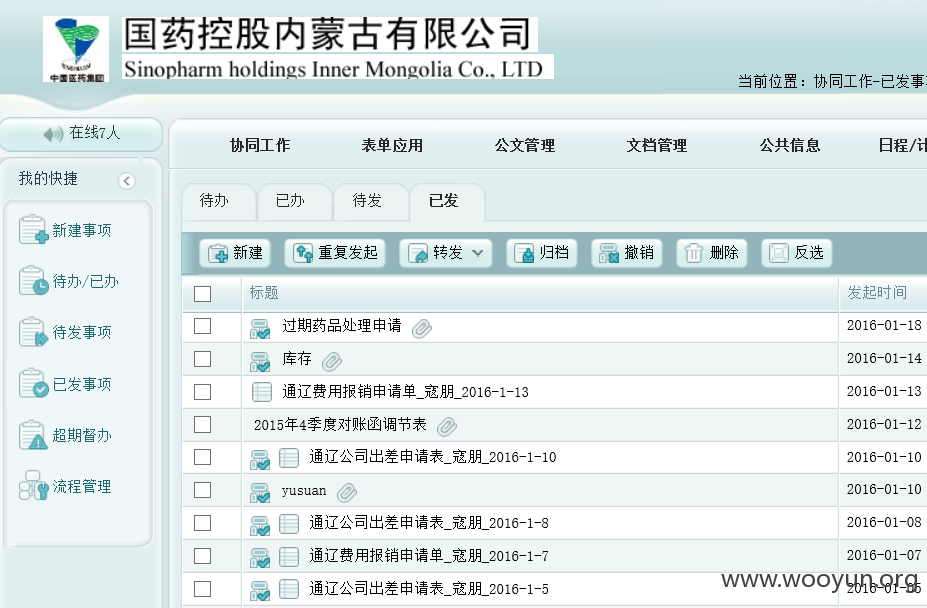 国药控股内蒙古有限公司
Sinopharm holdings Inner Mongolia Co., LTD
中国医药集团
当前位置：协同工作-已发事
在线7人
协同工作 表单应用 公文管理 文档管理 公共信息 日程/
我的快捷
待办 已办 待发 已发
新建事项
待办/已办
待发事项
已发事项
超期督办
流程管理
新建 重复发起 转发 归档 撤销 删除 反选
标题 发起时间
过期药品处理申请 2016-01-18
库存 2016-01-14
通辽费用报销申请单_寇朋_2016-1-13 2016-01-13
2015年4季度对账函调节表 2016-01-12
通辽公司出差申请表_寇朋_2016-1-10 2016-01-10
yusuan 2016-01-10
通辽公司出差申请表_寇朋_2016-1-8 2016-01-08
通辽费用报销申请单_寇朋_2016-1-7 2016-01-07
通辽公司出差申请表_寇朋_2016-1-5 2016-01-05
www.wooyun.org